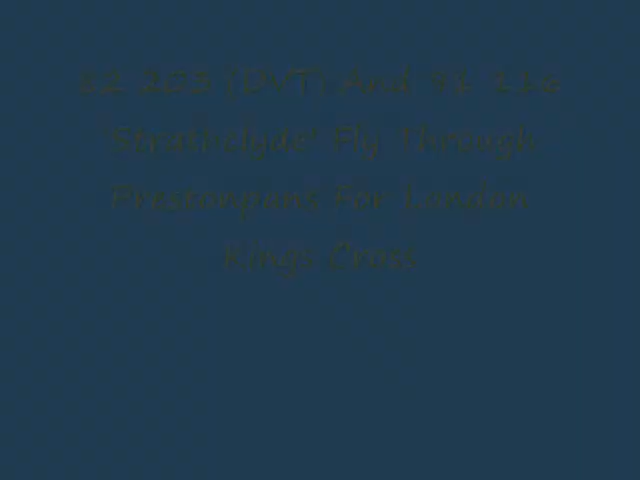 82 205 (DVT) And 91 116
'Strathclyde' Fly Through
Prestonpans For London
Kings Cross